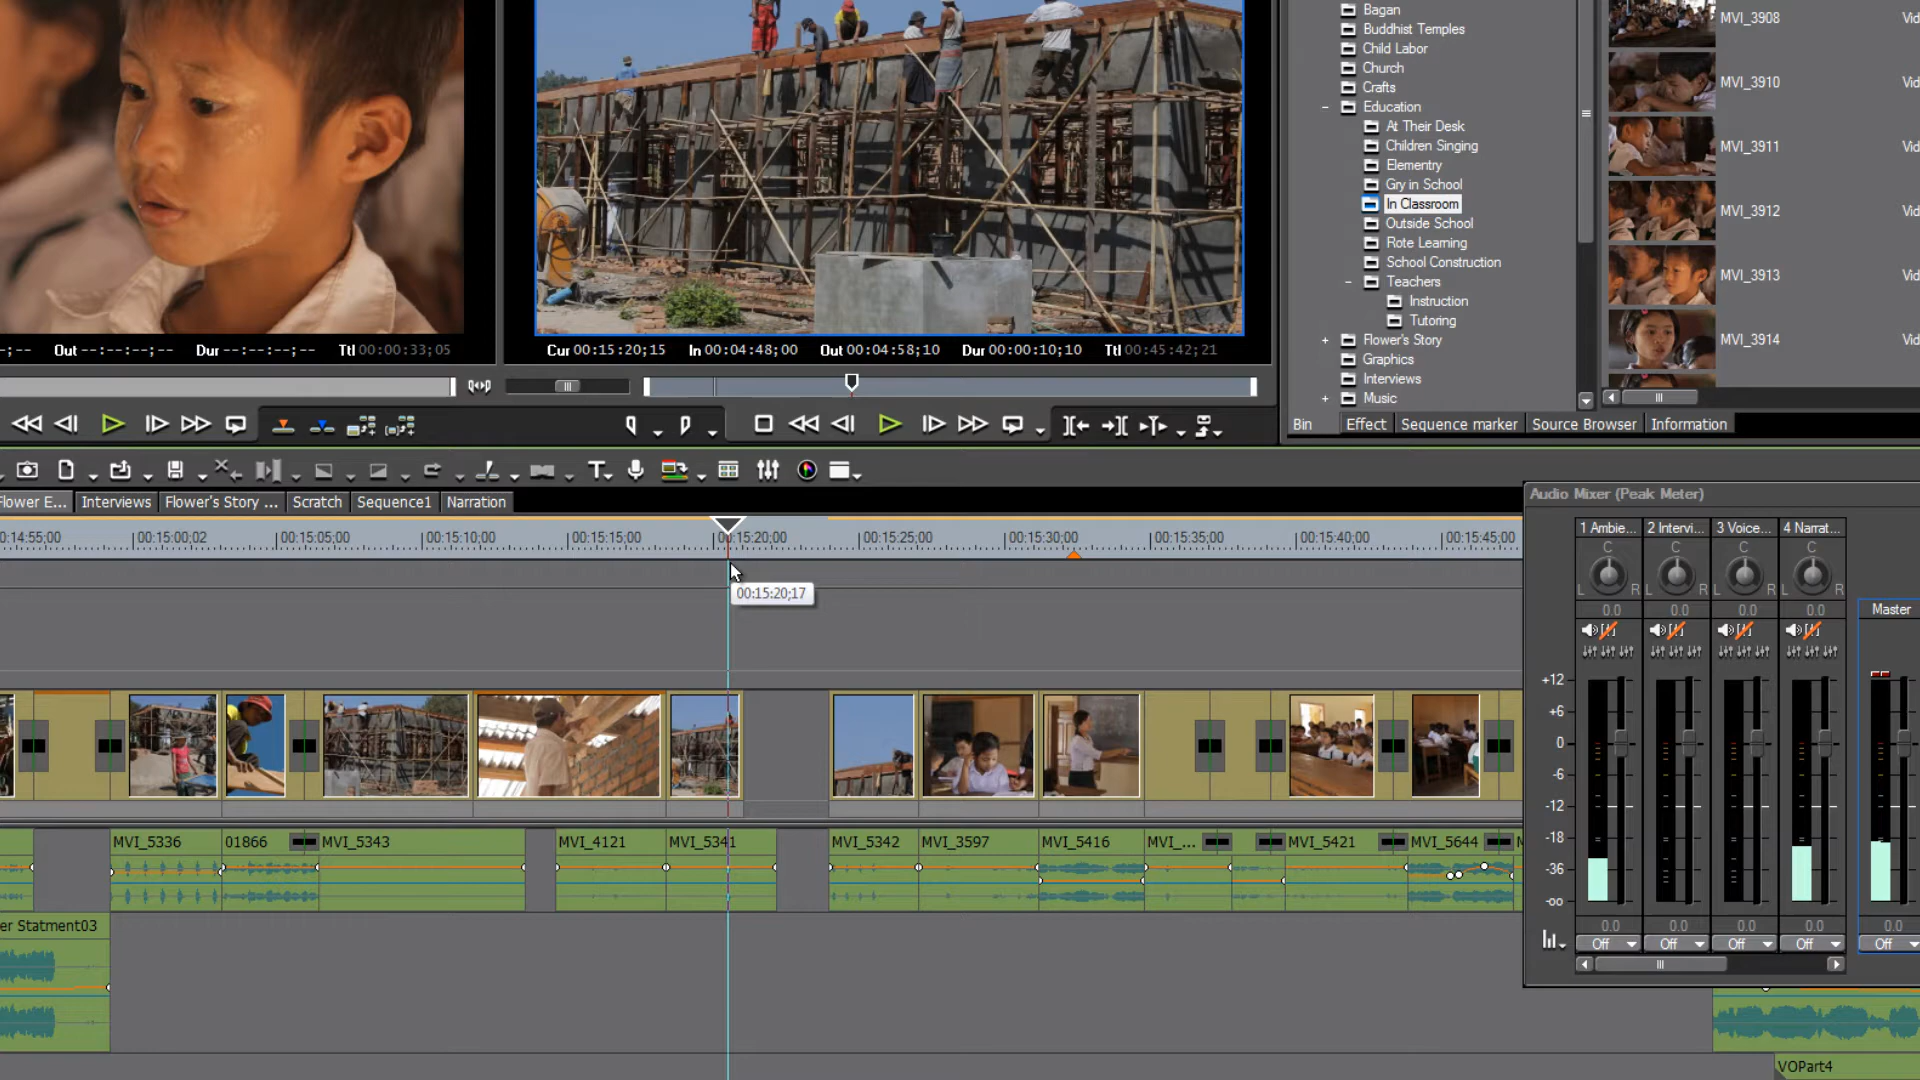 Bagan
Buddhist Temples
Child Labor
Church
Crafts
Education
At Their Desk
Children Singing
Elementry
Gry in School
In Classroom
Outside School
Rote Learning
School Construction
Teachers
Instruction
Tutoring
Flower's Story
Graphics
Interviews
Music
MVI_3908 Vid
MVI_3910 Vid
MVI_3911 Vid
MVI_3912 Vid
MVI_3913 Vid
MVI_3914 Vid
-;-- Out --:--:--;-- Dur --:--:--;-- Ttl 00:00:33;05
Cur 00:15:20;15 In 00:04:48;00 Out 00:04:58;10 Dur 00:00:10;10 Ttl 00:45:42;21
Bin Effect Sequence marker Source Browser Information
Flower E... Interviews Flower's Story ... Scratch Sequence1 Narration
0:14:55;00 00:15:00;02 00:15:05;00 00:15:10;00 00:15:15;00 00:15:20;00 00:15:25;00 00:15:30;00 00:15:35;00 00:15:40;00 00:15:45;00
00:15:20;17
MVI_5336 01866 MVI_5343 MVI_4121 MVI_5341 MVI_5342 MVI_3597 MVI_5416 MVI_... MVI_5421 MVI_5644 M
er Statment03
VOPart4
Audio Mixer (Peak Meter)
1 Ambie... 2 Intervi... 3 Voice... 4 Narrat...
C C C C
L R L R L R L R
0.0 0.0 0.0 0.0
Master
+12
+6
0
-6
-12
-18
-36
-oo
0.0 0.0 0.0 0.0 0.0
Off Off Off Off Off